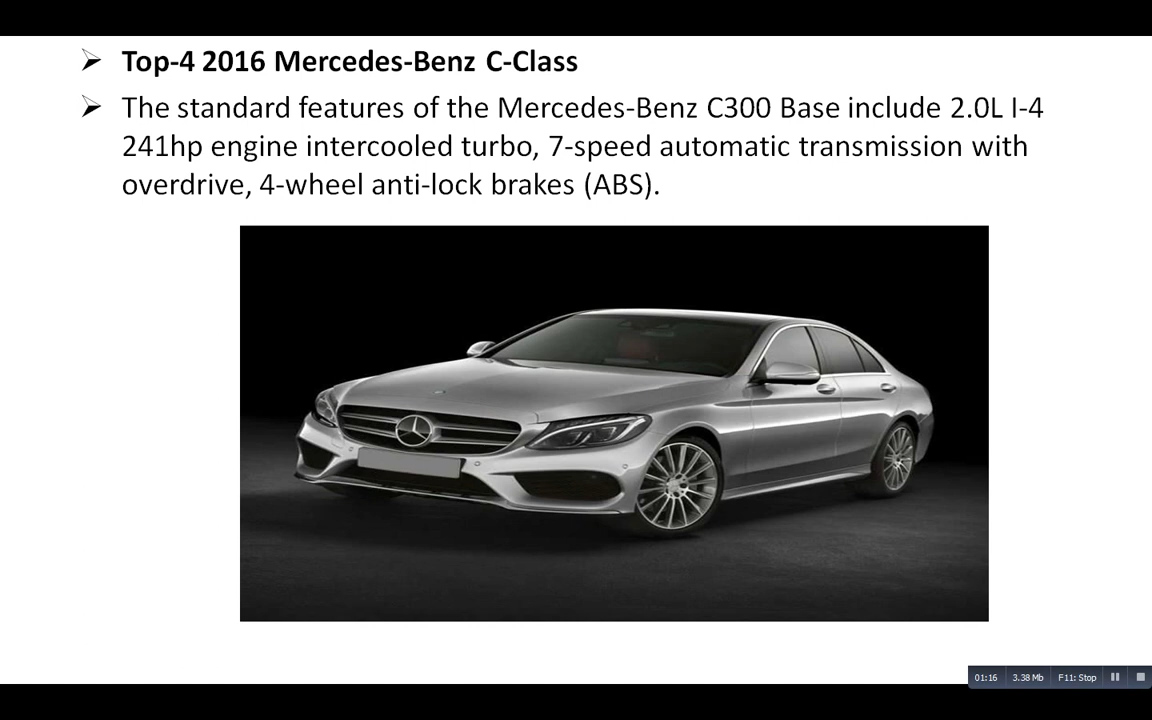 Top-4 2016 Mercedes-Benz C-Class
The standard features of the Mercedes-Benz C300 Base include 2.0L I-4
241hp engine intercooled turbo, 7-speed automatic transmission with
overdrive, 4-wheel anti-lock brakes (ABS).
01:16 3.38 Mb F11: Stop